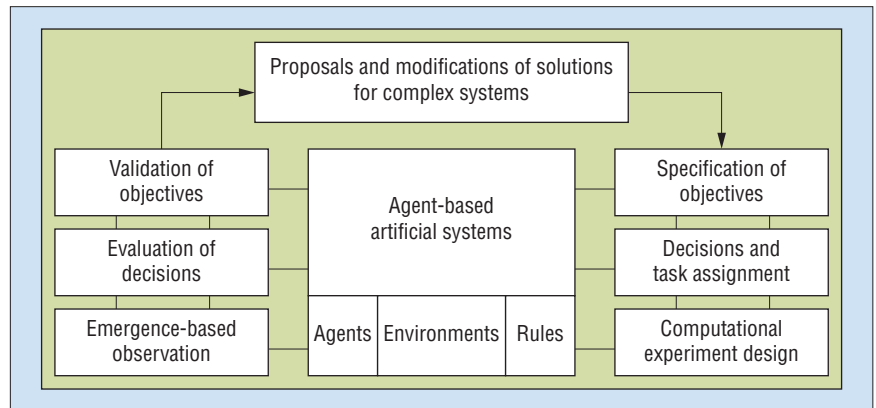 Proposals and modifications of solutions
for complex systems
Validation of
objectives
Evaluation of
decisions
Emergence-based
observation
Agent-based
artificial systems
Agents
Environments
Rules
Specification of
objectives
Decisions and
task assignment
Computational
experiment design